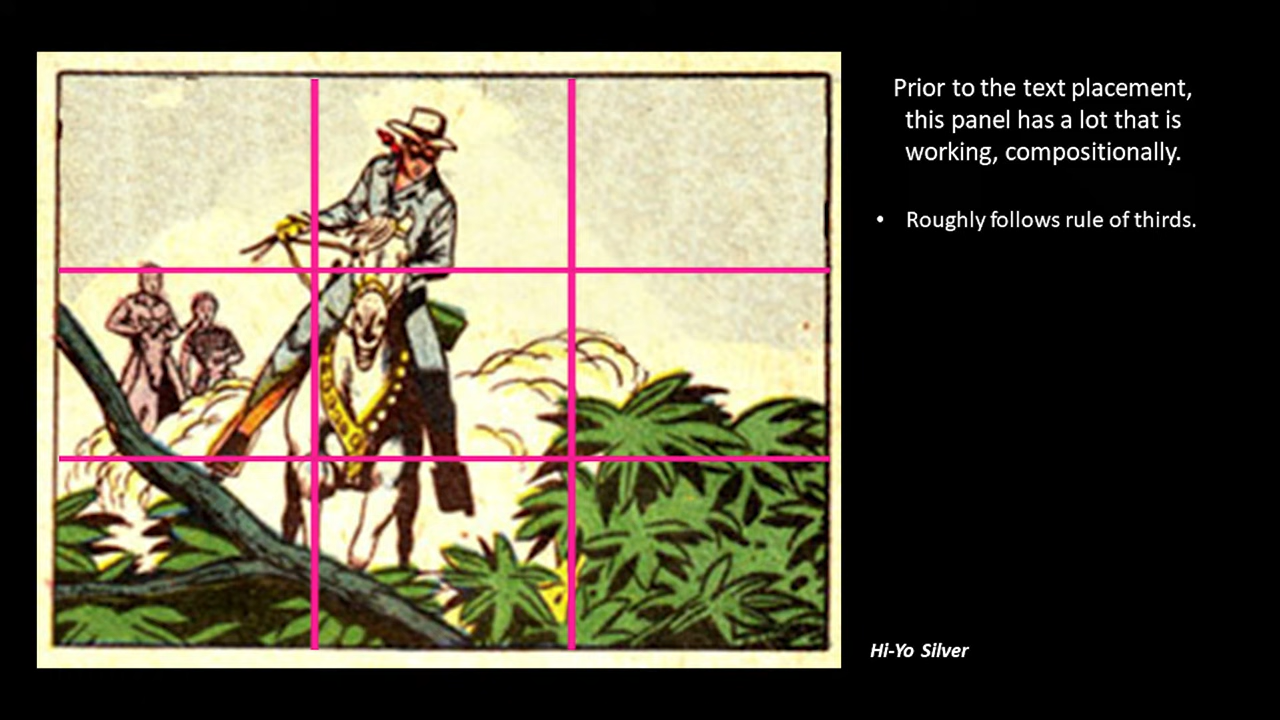 Prior to the text placement,
this panel has a lot that is
working, compositionally.
• Roughly follows rule of thirds.
Hi-Yo Silver